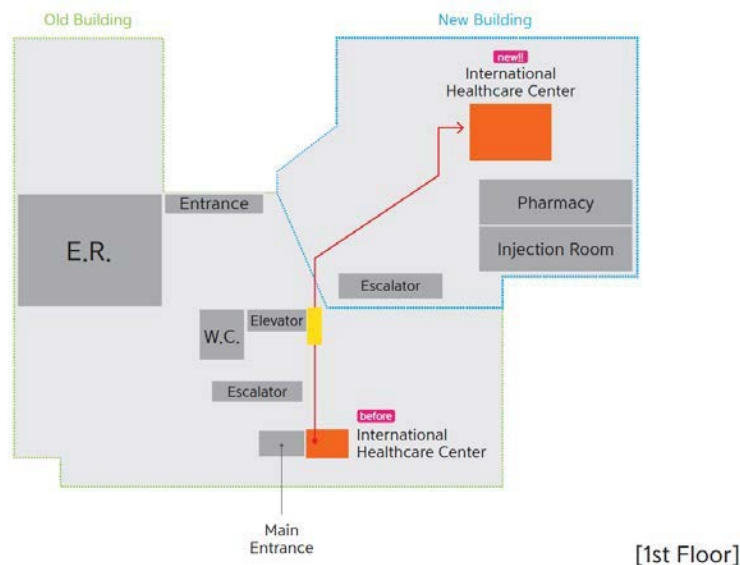 Old Building
New Building
new!!
International
Healthcare Center
Entrance
E.R.
Pharmacy
Injection Room
Escalator
Elevator
W.C.
Escalator
before
International
Healthcare Center
Main
Entrance
[1st Floor]